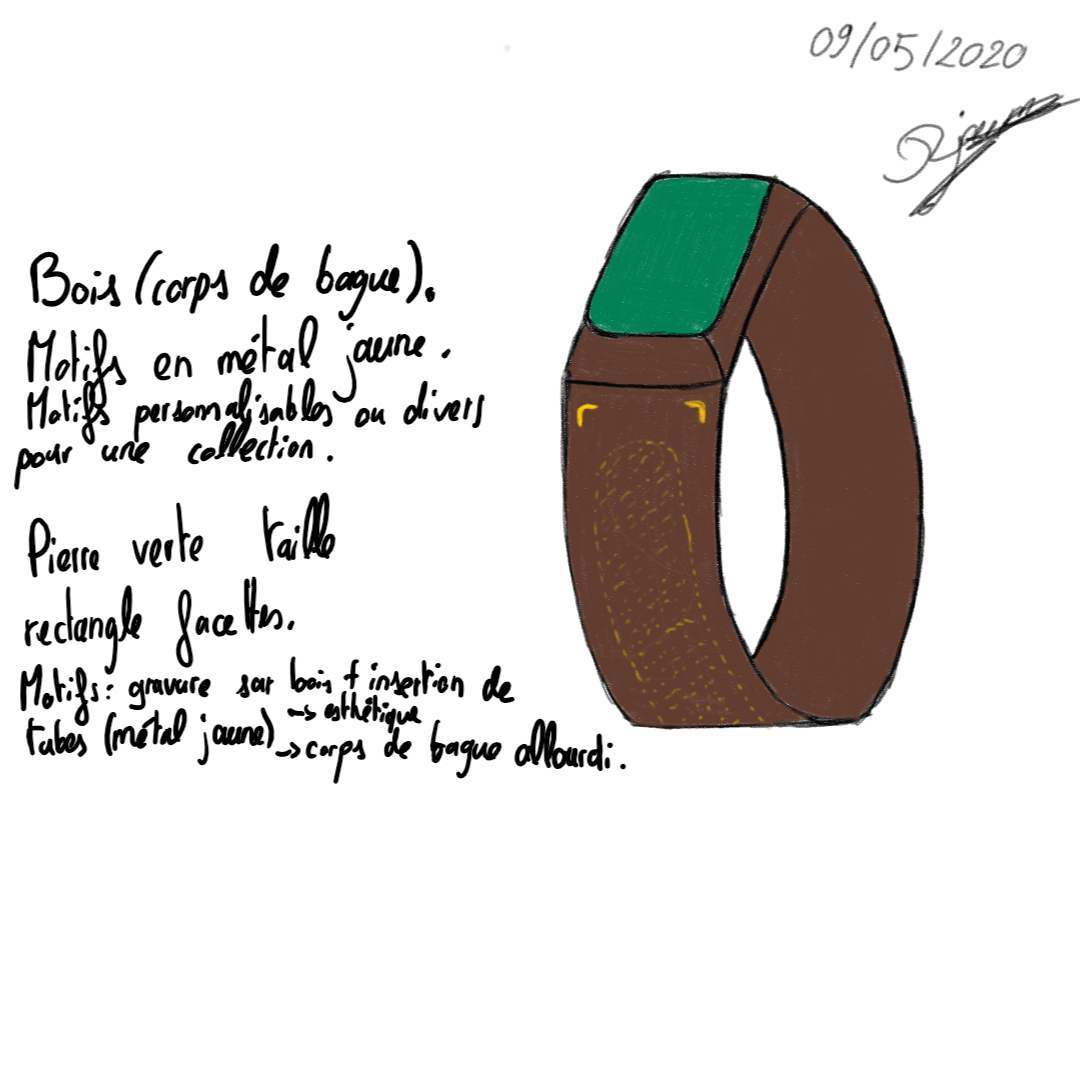 09/05/2020
Bois (corps de bague).
Motifs en métal jaune.
Motifs personnalisables ou divers
pour une collection.
Pierre verte taille
rectangle facettes.
Motifs: gravure sur bois + insertion de
tubes (métal jaune) → esthétique
→ corps de bague allourdi.